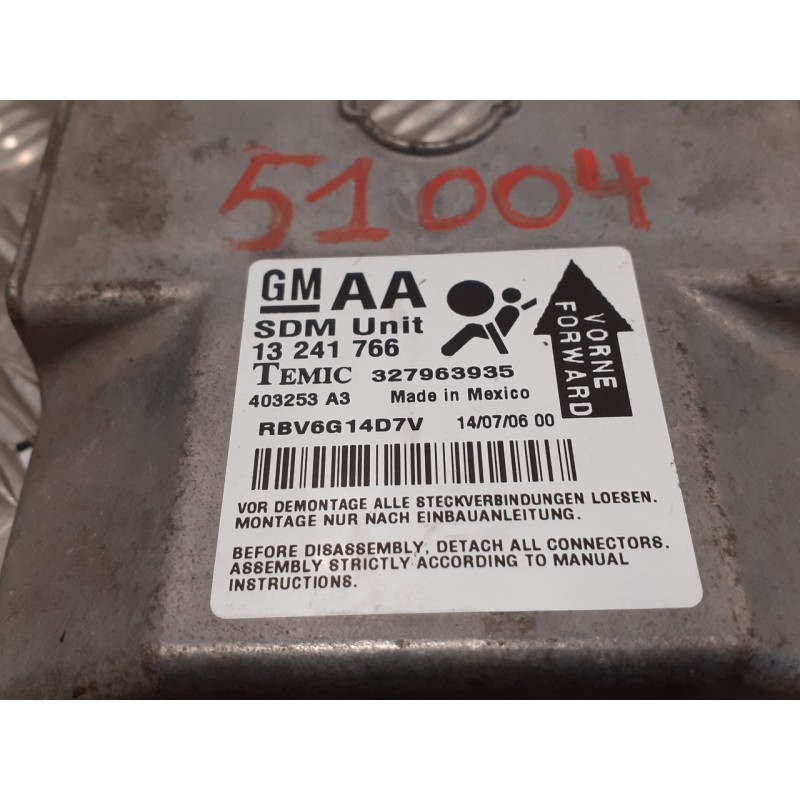 51004
GM AA
SDM Unit
13 241 766
TEMIC 327963935
403253 A3 Made in Mexico
RBV6G14D7V 14/07/06 00
VORNE
FORWARD
VOR DEMONTAGE ALLE STECKVERBINDUNGEN LOESEN.
MONTAGE NUR NACH EINBAUANLEITUNG.
BEFORE DISASSEMBLY, DETACH ALL CONNECTORS.
ASSEMBLY STRICTLY ACCORDING TO MANUAL
INSTRUCTIONS.